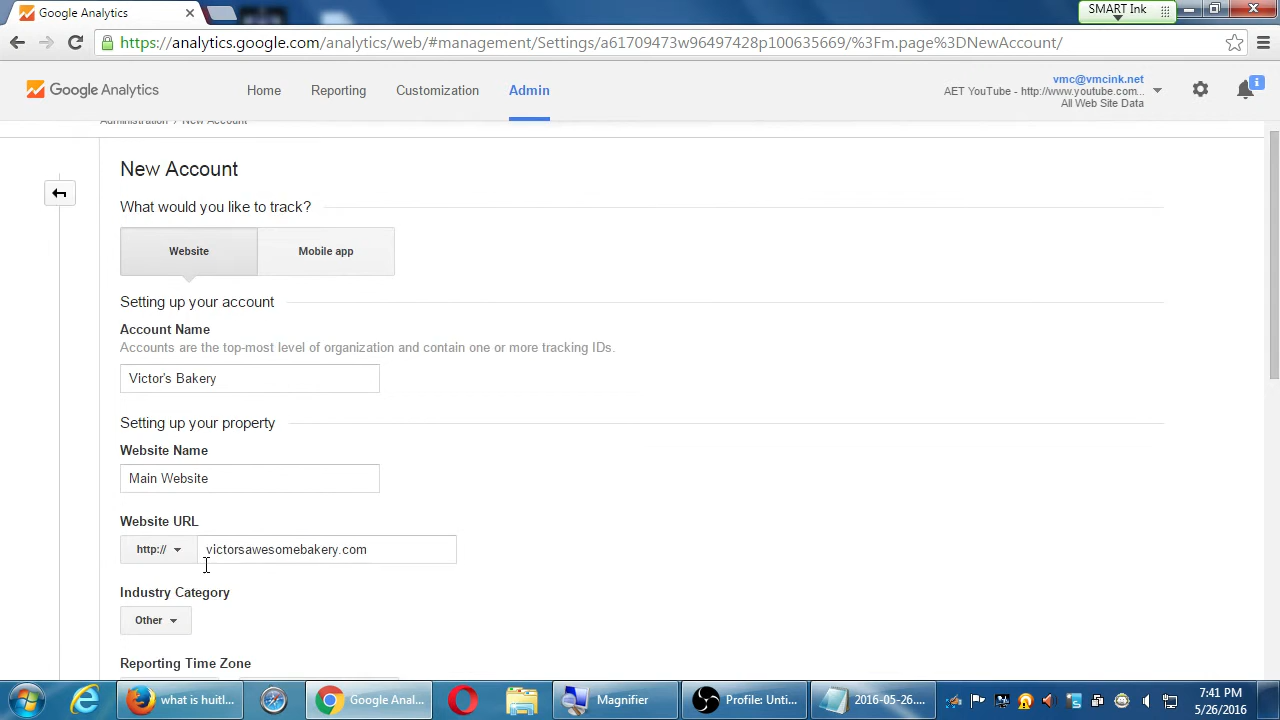 Google Analytics
SMART Ink
https://analytics.google.com/analytics/web/#management/Settings/a61709473w96497428p100635669/%3Fm.page%3DNewAccount/
Google Analytics
Home
Reporting
Customization
Admin
vmc@vmcink.net
AET YouTube - http://www.youtube.com...
All Web Site Data
Administration / New Account
New Account
What would you like to track?
Website
Mobile app
Setting up your account
Account Name
Accounts are the top-most level of organization and contain one or more tracking IDs.
Victor's Bakery
Setting up your property
Website Name
Main Website
Website URL
http://
victorsawesomebakery.com
Industry Category
Other
Reporting Time Zone
what is huitl...
Google Anal...
Magnifier
Profile: Unti...
2016-05-26....
7:41 PM
5/26/2016